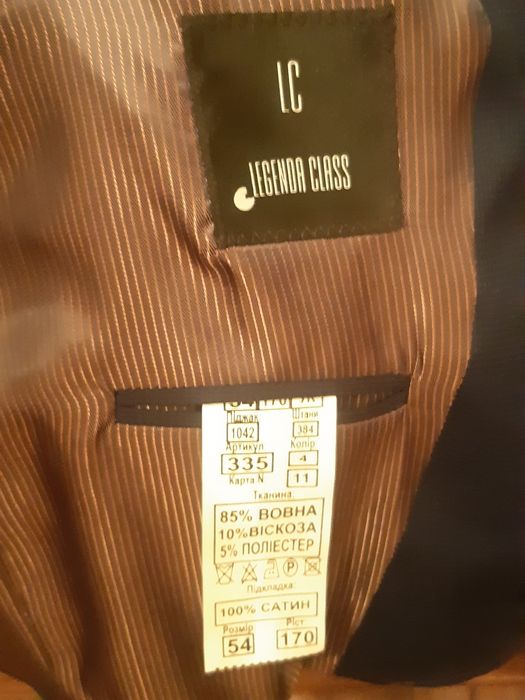 LC
LEGENDA CLASS
Піджак Штани
1042 384
Артикул Колір
335 4
Карта N 11
Тканина:
85% ВОВНА
10% ВІСКОЗА
5% ПОЛІЕСТЕР
P
Підкладка:
100% САТИН
Розмір Ріст
54 170